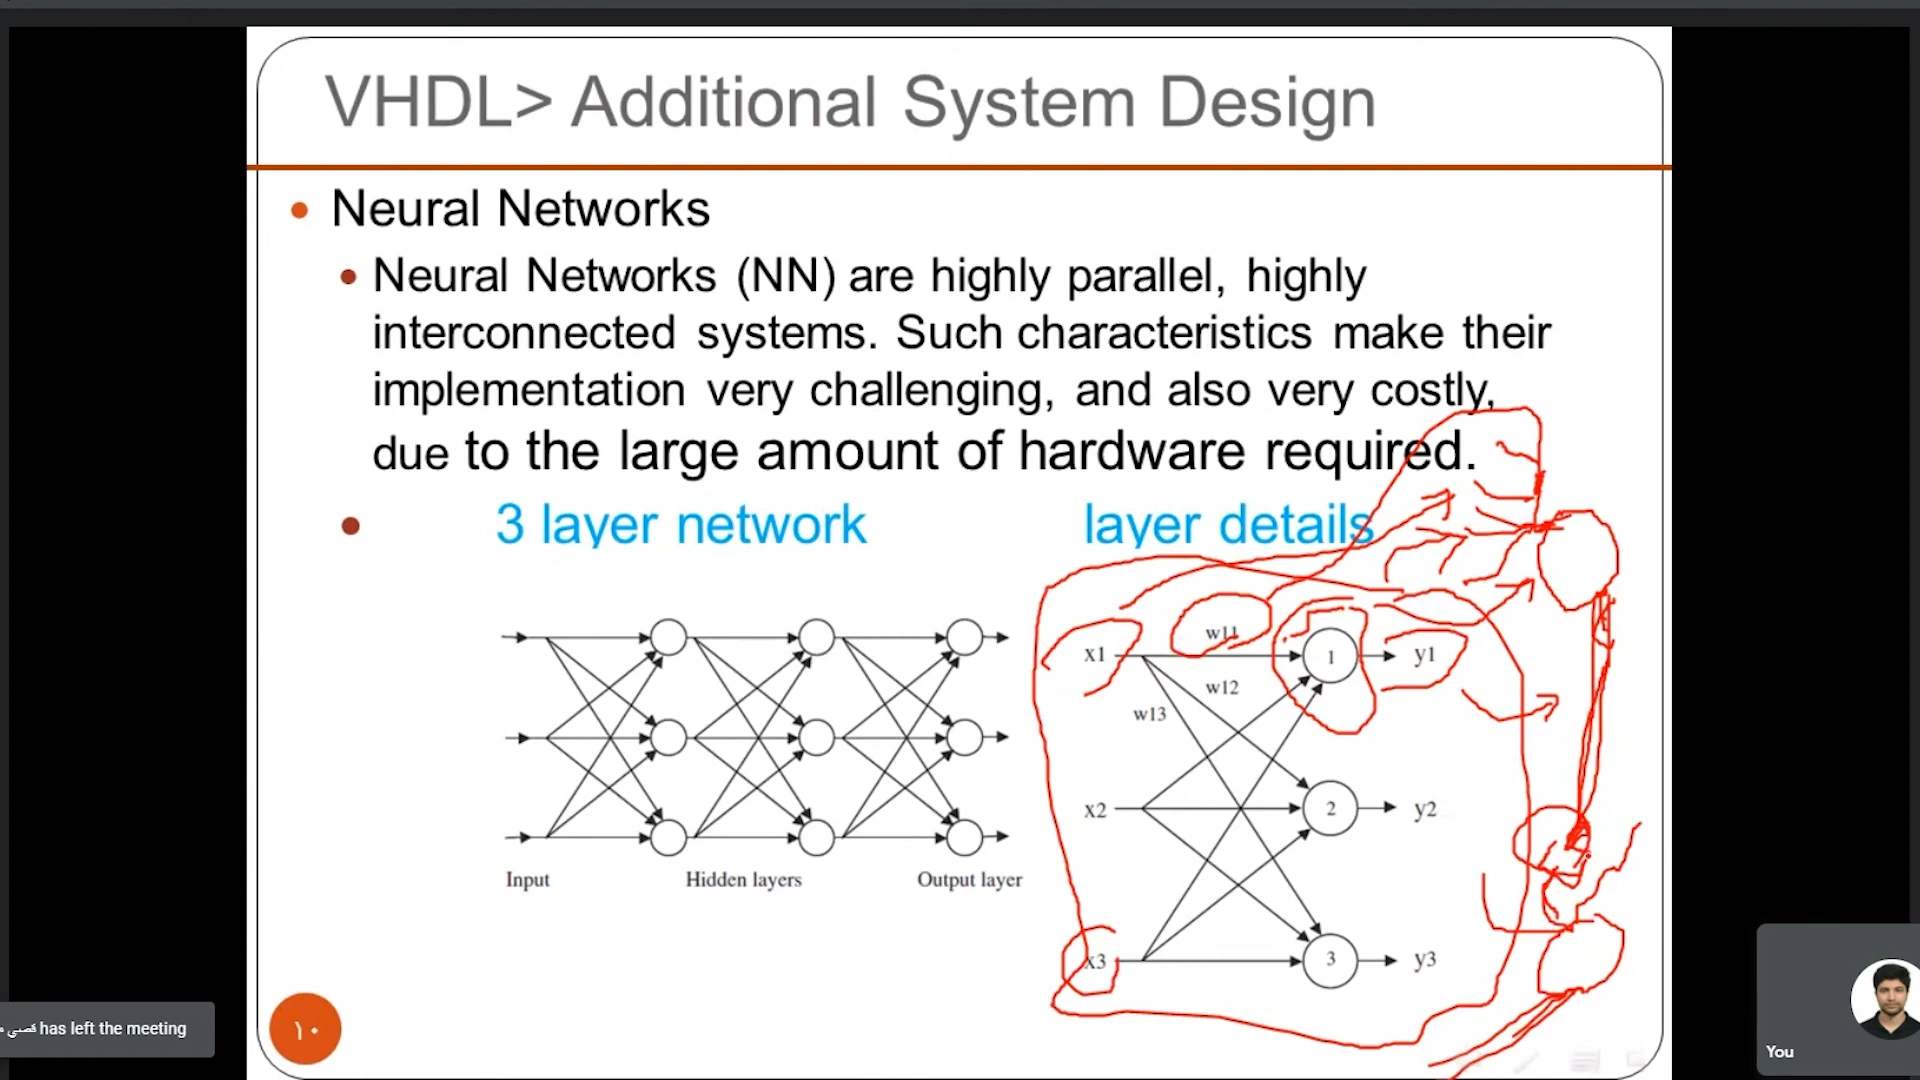 VHDL> Additional System Design
Neural Networks
Neural Networks (NN) are highly parallel, highly
interconnected systems. Such characteristics make their
implementation very challenging, and also very costly,
due to the large amount of hardware required.
3 layer network
layer details
Input
Hidden layers
Output layer
x1
w11
1
y1
w12
w13
x2
2
y2
x3
3
y3
١٠
قصي has left the meeting
You